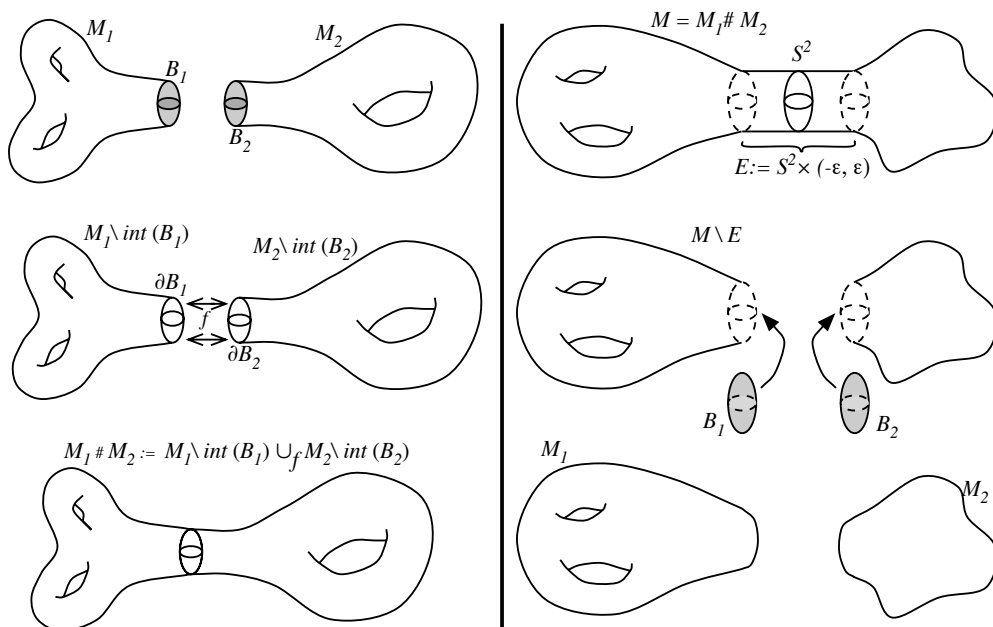 M₁
M₂
B₁
B₂
M₁\ int (B₁)
M₂\ int (B₂)
∂B₁
f
∂B₂
M₁ # M₂ := M₁\ int (B₁) ∪f M₂\ int (B₂)
M = M₁# M₂
S²
E:= S²× (-ε, ε)
M \ E
B₁
B₂
M₁
M₂